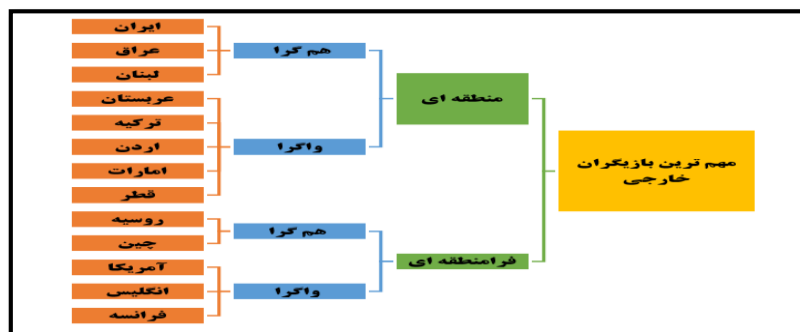 مهم ترین بازیگران
خارجی
منطقه ای
هم گرا
ایران
عراق
لبنان
واگرا
عربستان
ترکیه
اردن
امارات
قطر
فرامنطقه ای
هم گرا
روسیه
چین
واگرا
آمریکا
انگلیس
فرانسه